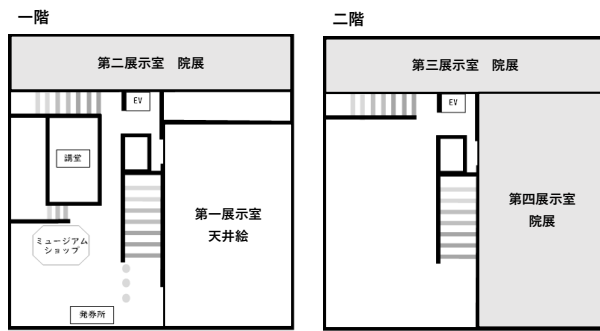 一階
第二展示室　院展
EV
講堂
第一展示室
天井絵
ミュージアム
ショップ
発券所
二階
第三展示室　院展
EV
第四展示室
院展